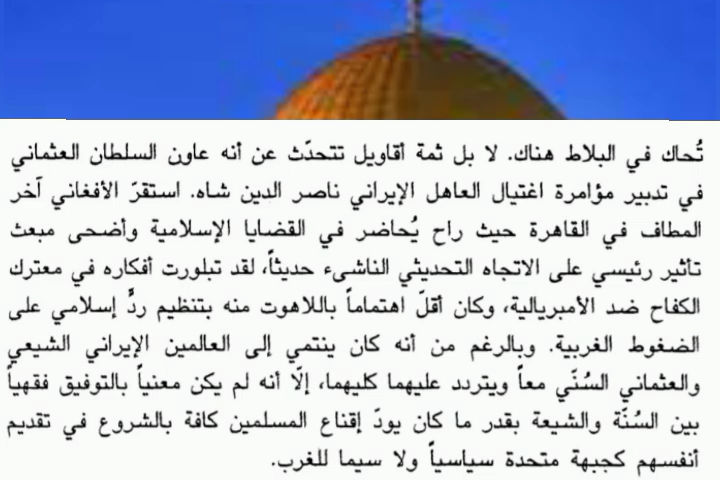 تُحاك في البلاط هناك. لا بل ثمة أقاويل تتحدّث عن أنه عاون السلطان العثماني
في تدبير مؤامرة اغتيال العاهل الإيراني ناصر الدين شاه. استقرّ الأفغاني آخر
المطاف في القاهرة حيث راح يُحاضر في القضايا الإسلامية وأضحى مبعث
تأثير رئيسي على الاتجاه التحديثي الناشىء حديثاً، لقد تبلورت أفكاره في معترك
الكفاح ضد الأمبريالية، وكان أقلّ اهتماماً باللاهوت منه بتنظيم ردٍّ إسلامي على
الضغوط الغربية. وبالرغم من أنه كان ينتمي إلى العالمين الإيراني الشيعي
والعثماني السُنّي معاً ويتردد عليهما كليهما، إلّا أنه لم يكن معنياً بالتوفيق فقهياً
بين السُنّة والشيعة بقدر ما كان يودّ إقناع المسلمين كافة بالشروع في تقديم
أنفسهم كجبهة متحدة سياسياً ولا سيما للغرب.